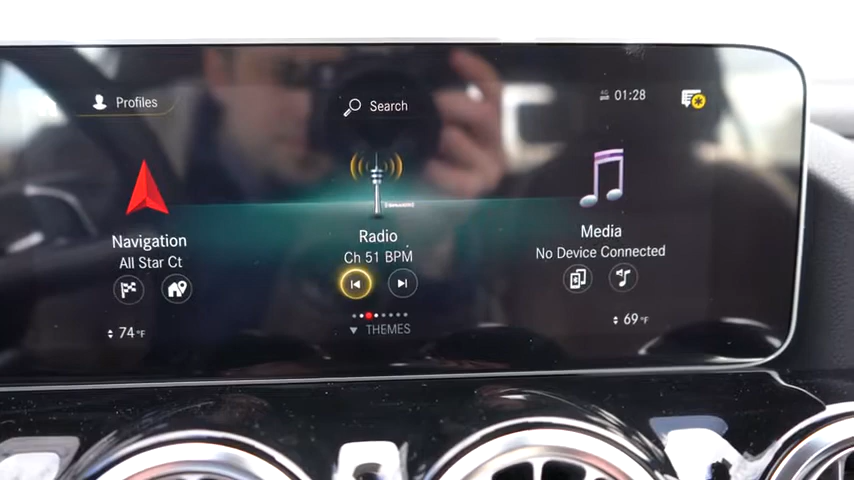 Profiles
Search
4G 01:28
Navigation
All Star Ct
Radio
Ch 51 BPM
Media
No Device Connected
74°F
THEMES
69°F